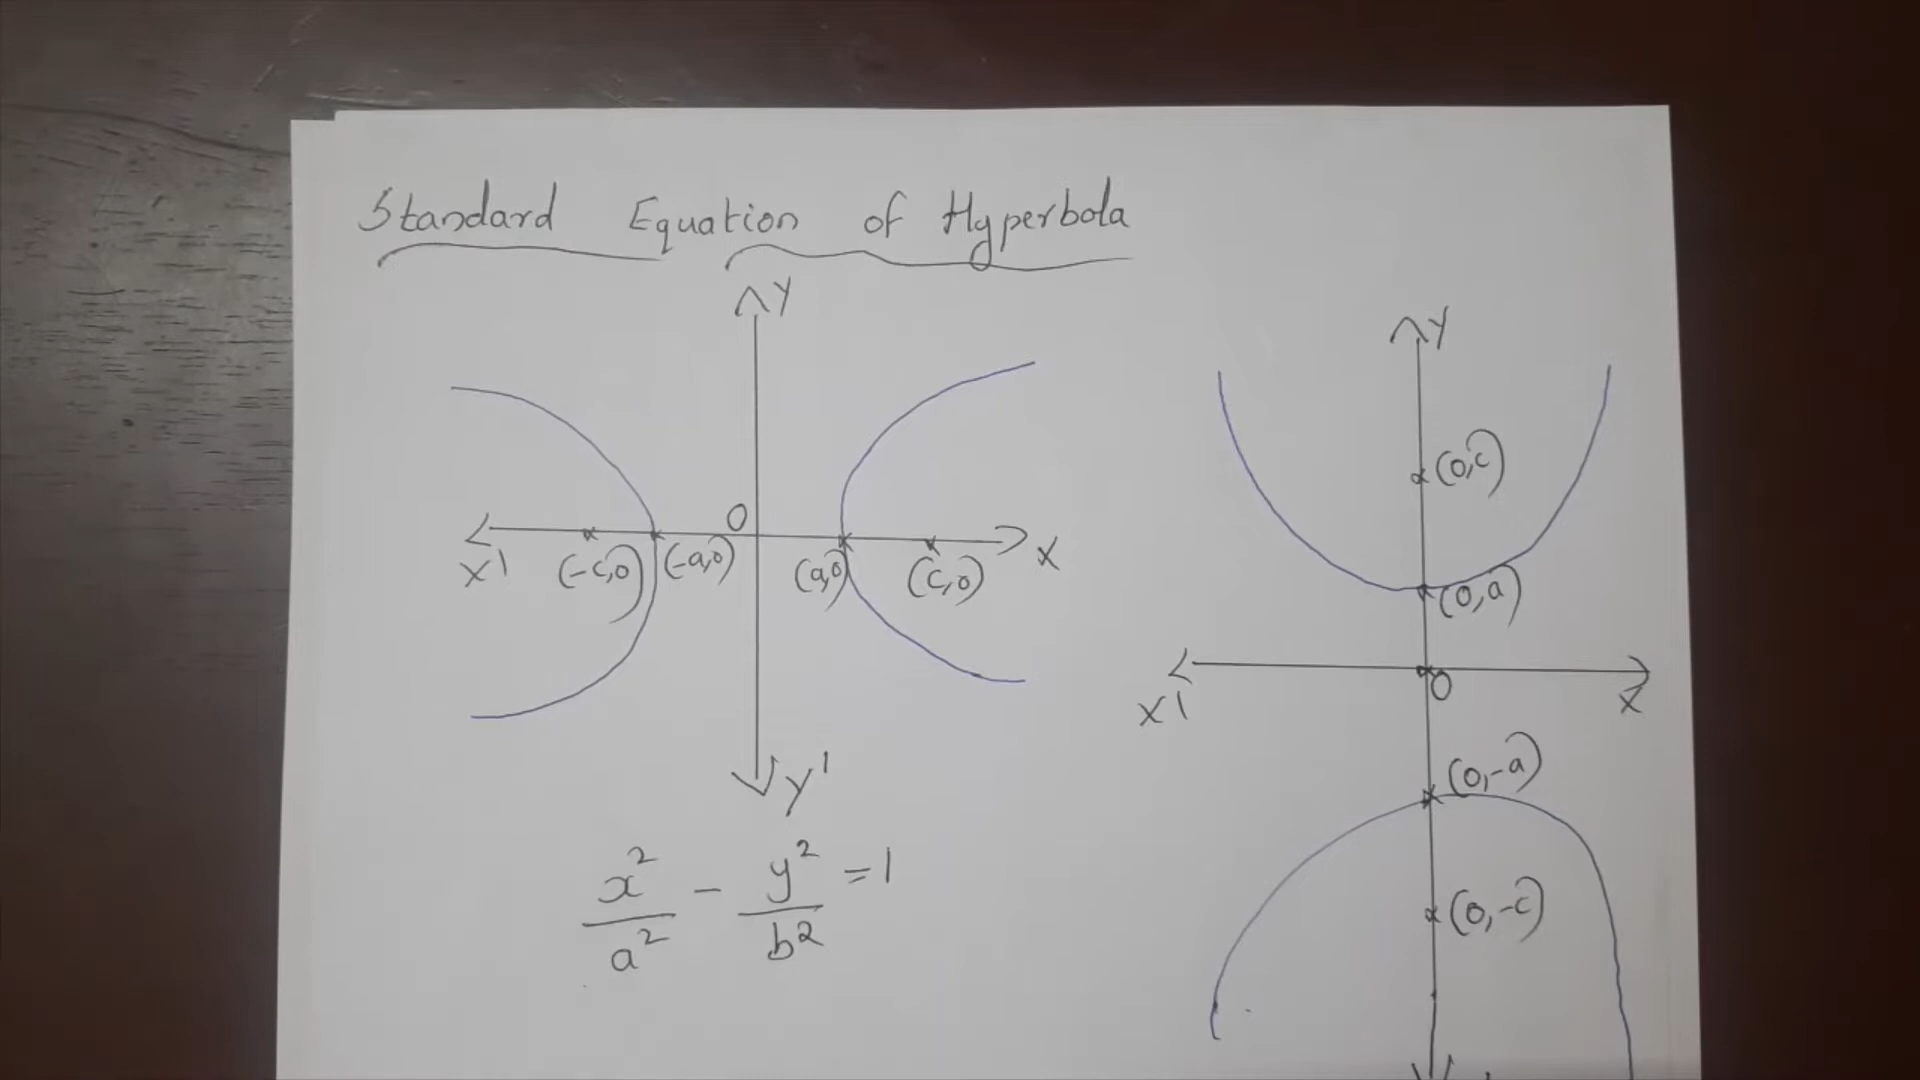 Standard Equation of Hyperbola
Y
O
X'
(-c,0)
(-a,0)
(a,0)
(c,0)
X
Y'
x²/a² - y²/b² = 1
Y
(0,c)
(0,a)
X'
O
X
(0,-a)
(0,-c)